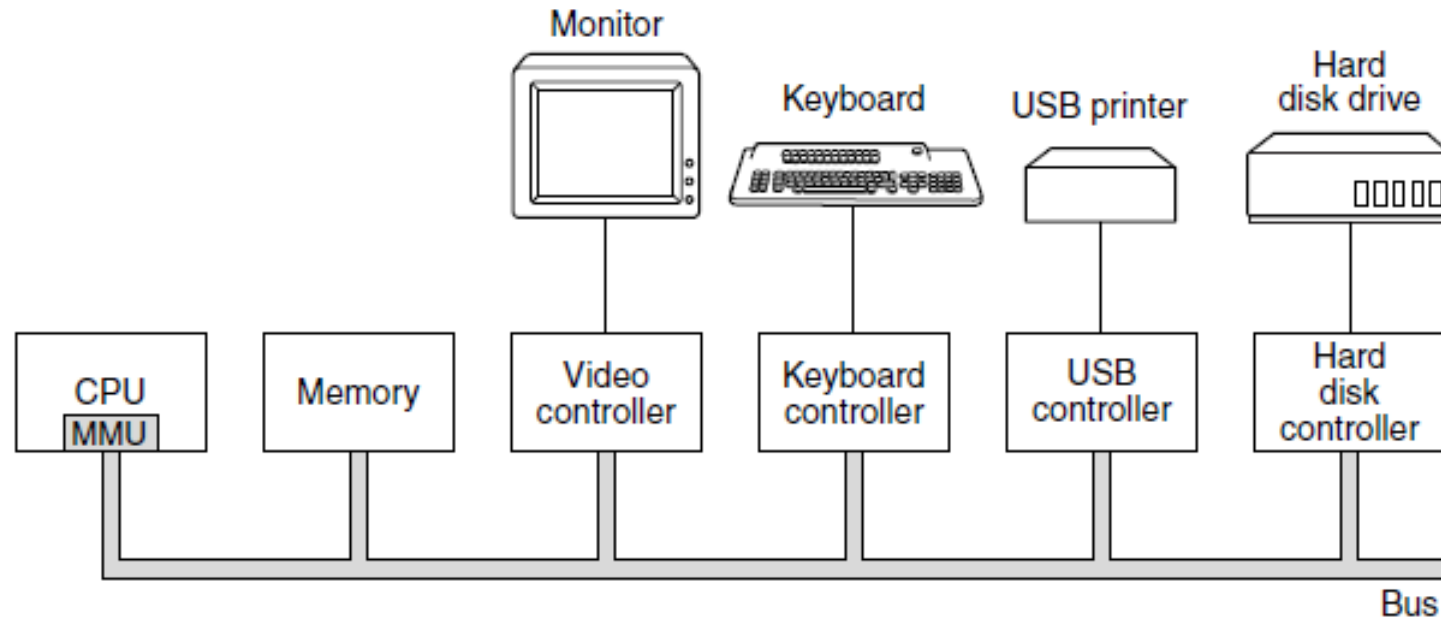 Monitor
Keyboard
USB printer
Hard
disk drive
CPU
MMU
Memory
Video
controller
Keyboard
controller
USB
controller
Hard
disk
controller
Bus